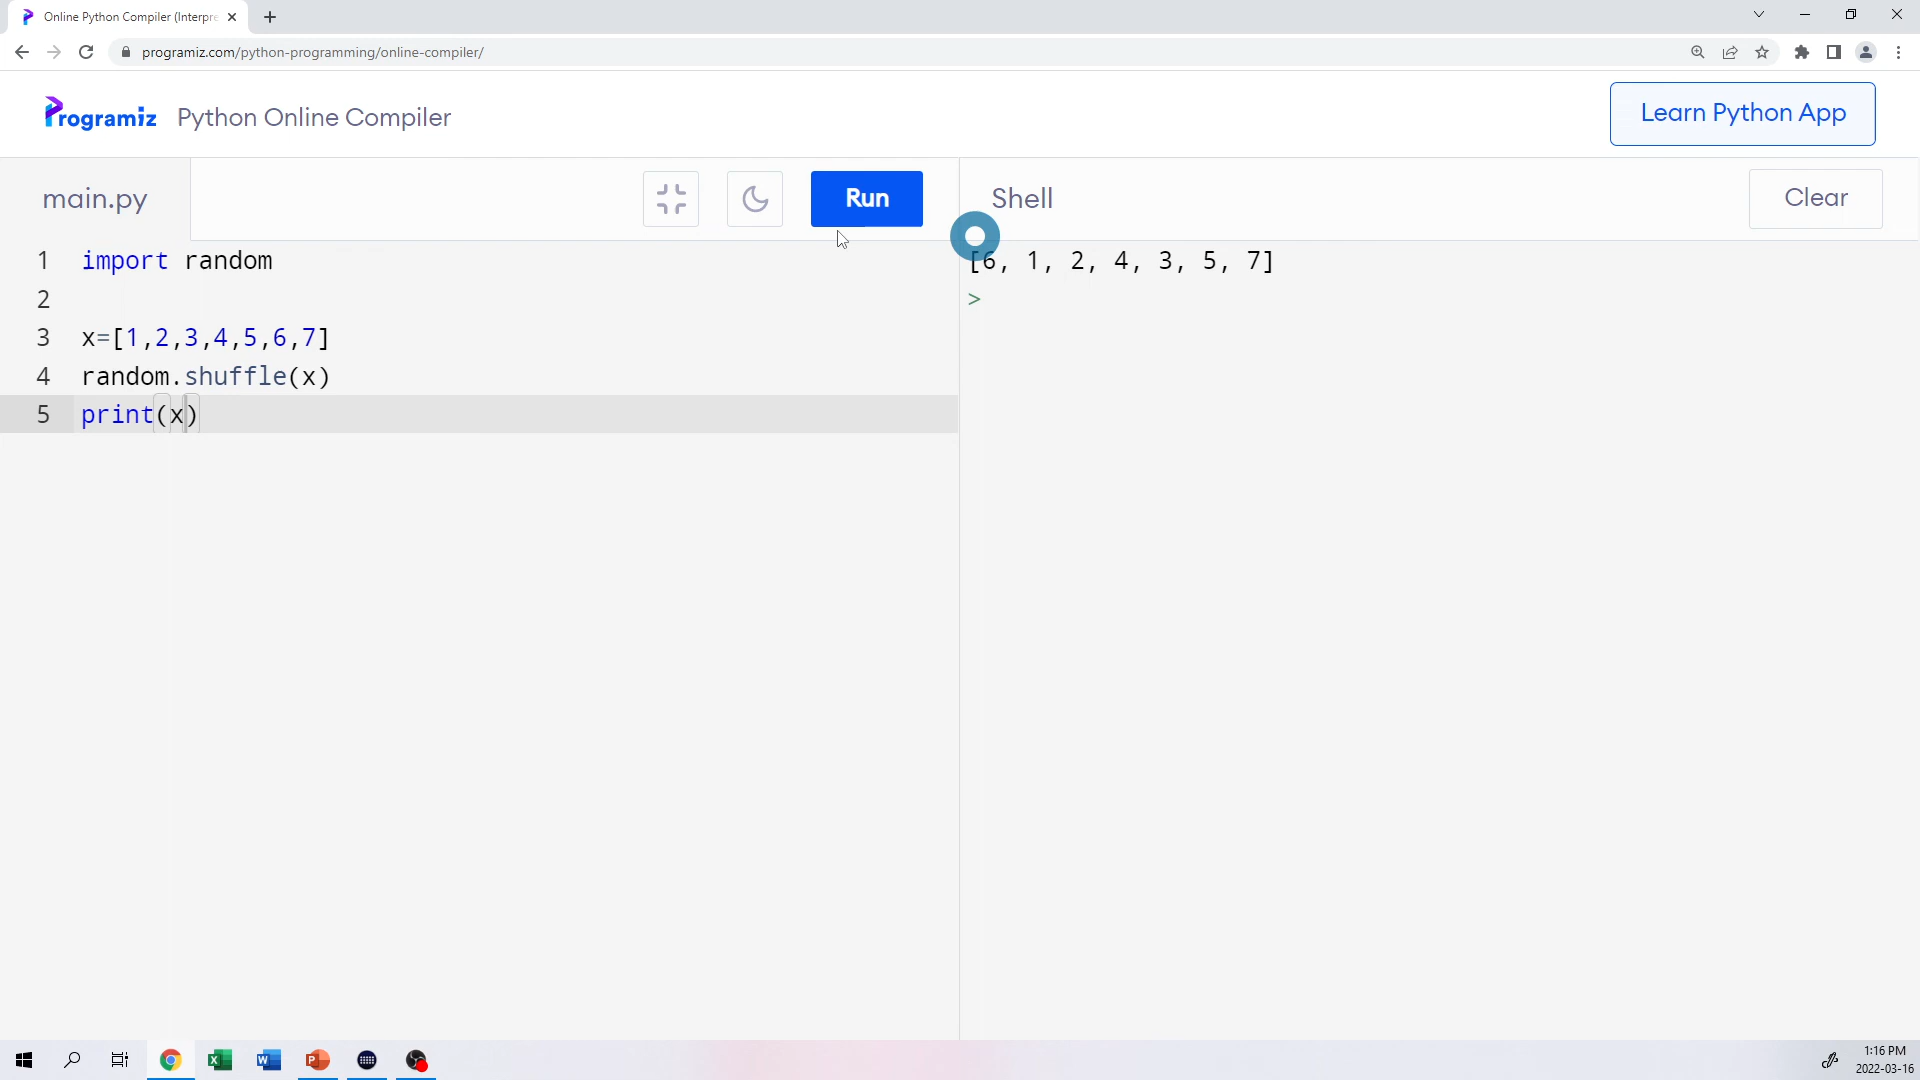 Online Python Compiler (Interpre
programiz.com/python-programming/online-compiler/
Programiz Python Online Compiler
Learn Python App
main.py
Run
Shell
Clear
1 import random
2
3 x=[1,2,3,4,5,6,7]
4 random.shuffle(x)
5 print(x)
[6, 1, 2, 4, 3, 5, 7]
>
1:16 PM
2022-03-16